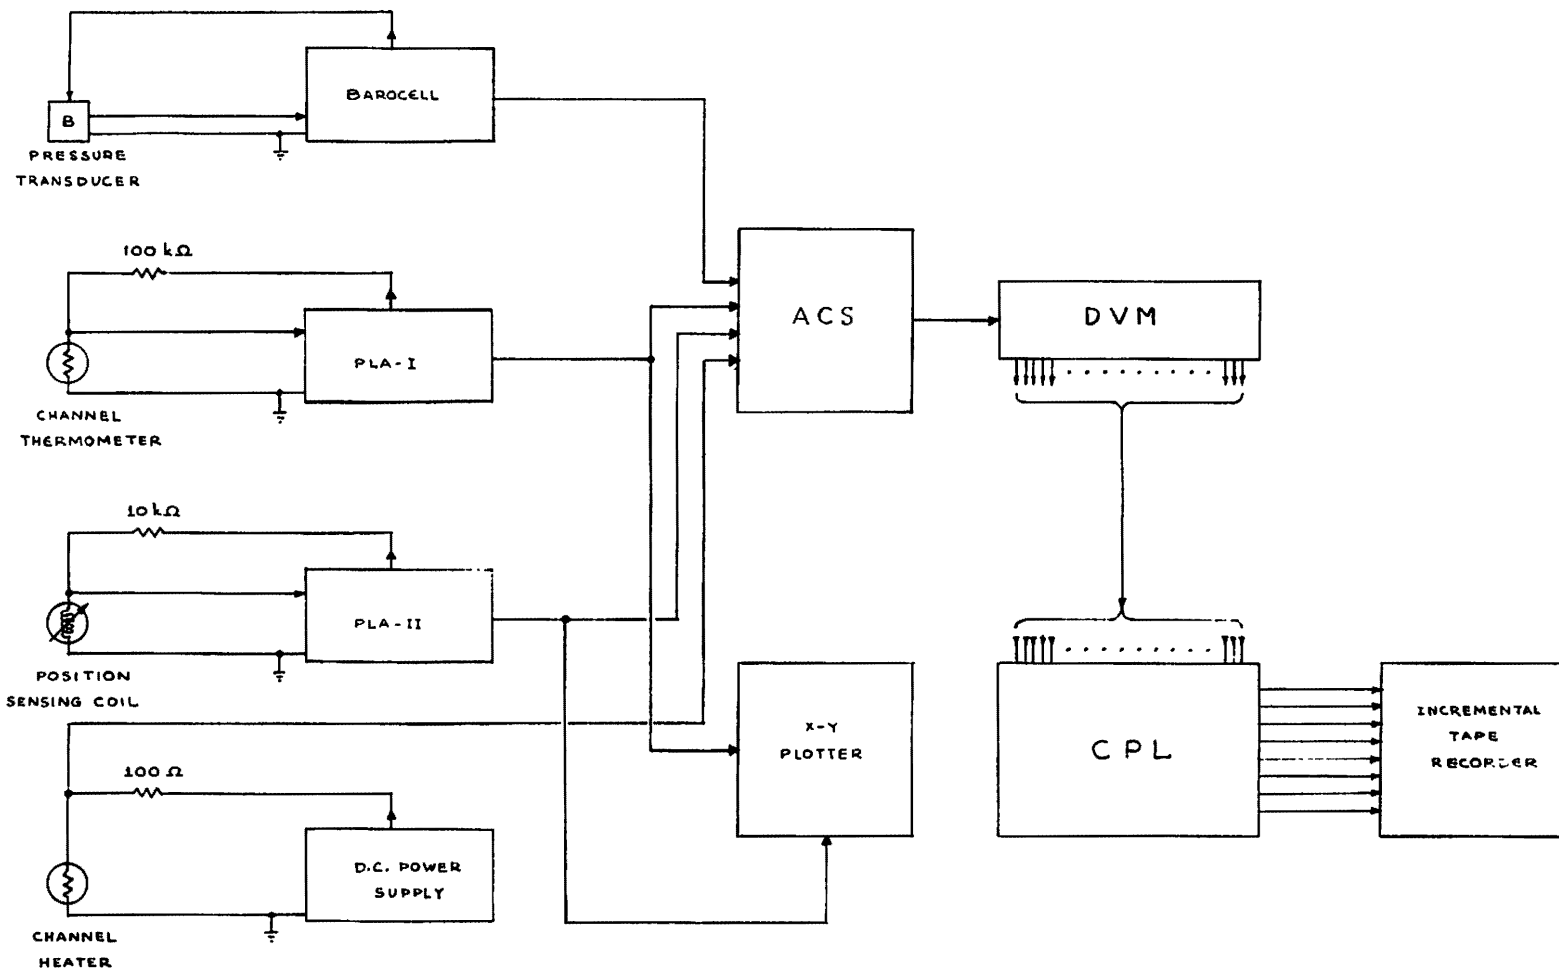 BAROCELL
B
PRESSURE
TRANSDUCER
100 kΩ
PLA-I
CHANNEL
THERMOMETER
ACS
DVM
10 kΩ
PLA-II
POSITION
SENSING COIL
X-Y
PLOTTER
CPL
INCREMENTAL
TAPE
RECORDER
100 Ω
D.C. POWER
SUPPLY
CHANNEL
HEATER